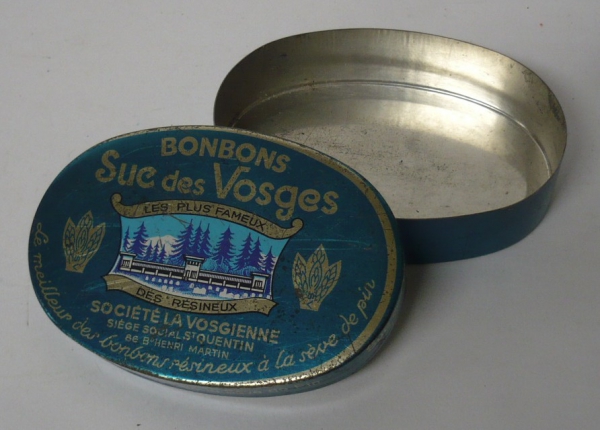 BONBONS
Suc des Vosges
LES PLUS FAMEUX
DES RÉSINEUX
SOCIÉTÉ LA VOSGIENNE
SIÈGE SOCIAL ST QUENTIN
66 BD HENRI MARTIN
le meilleur des bonbons résineux à la sève de pin